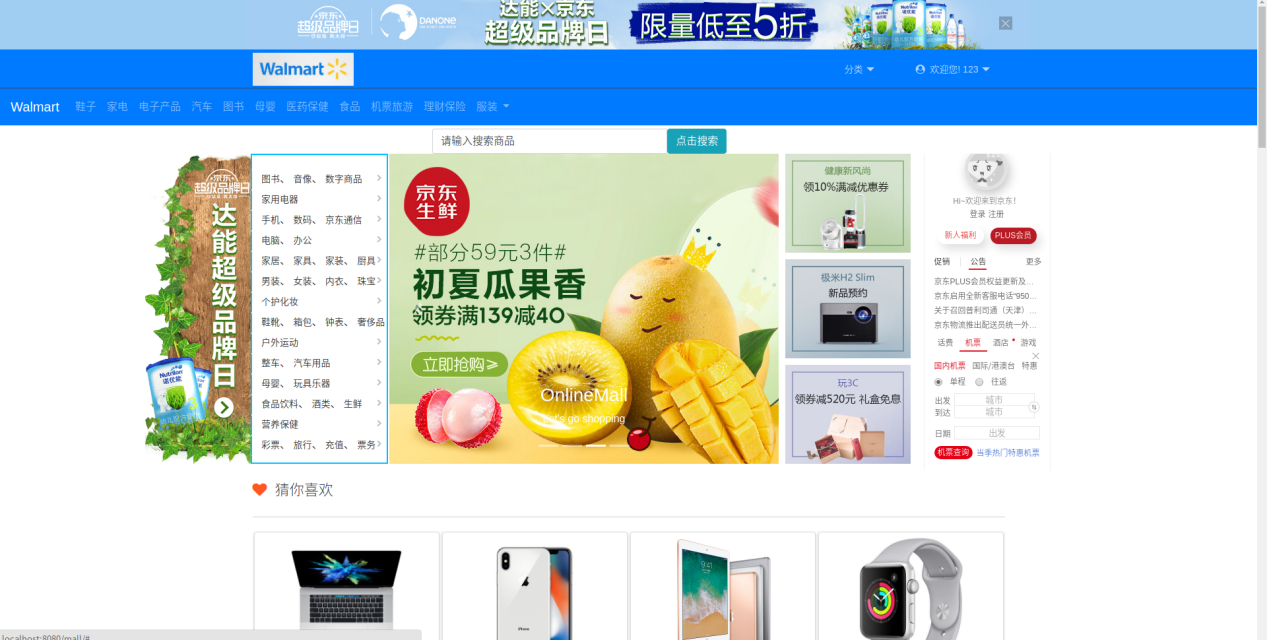 京东
超级品牌日
DANONE
达能×京东
超级品牌日
限量低至5折
Walmart
分类
欢迎您! 123
Walmart 鞋子 家电 电子产品 汽车 图书 母婴 医药保健 食品 机票旅游 理财保险 服装
请输入搜索商品 点击搜索
京东
超级品牌日
达能超级品牌日
Nutrilon
诺优能
图书、 音像、 数字商品
家用电器
手机、 数码、 京东通信
电脑、 办公
家居、 家具、 家装、 厨具
男装、 女装、 内衣、 珠宝
个护化妆
鞋靴、 箱包、 钟表、 奢侈品
户外运动
整车、 汽车用品
母婴、 玩具乐器
食品饮料、 酒类、 生鲜
营养保健
彩票、 旅行、 充值、 票务
京东
生鲜
#部分59元3件#
初夏瓜果香
领券满139减40
立即抢购≥
OnlineMall
Let's go shopping
健康新风尚
领10%满减优惠券
极米H2 Slim
新品预约
玩3C
领券减520元 礼盒免息
Hi~欢迎来到京东!
登录 注册
新人福利 PLUS会员
促销 公告 更多
京东PLUS会员权益更新及...
京东启用全新客服电话“950...
关于召回普利司通（天津）...
京东物流推出配送员统一外...
话费 机票 酒店 游戏
国内机票 国际/港澳台 特惠
单程 往返
出发 城市
到达 城市
日期 出发
机票查询 当季热门特惠机票
猜你喜欢
9:41
iPhone
localhost:8080/mall/#